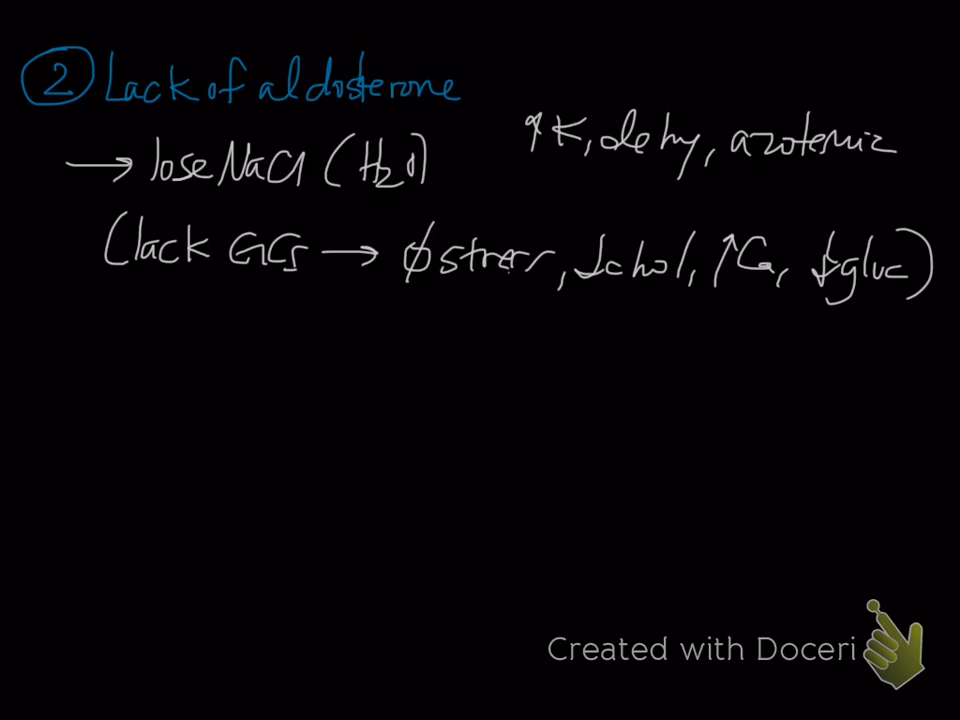 ② Lack of aldosterone
↑K, dehy, azotemia
→ lose NaCl (H₂O)
(lack GCs → ∅ stress, ↓chol, ↑Ca, ↓gluc)
Created with Doceri